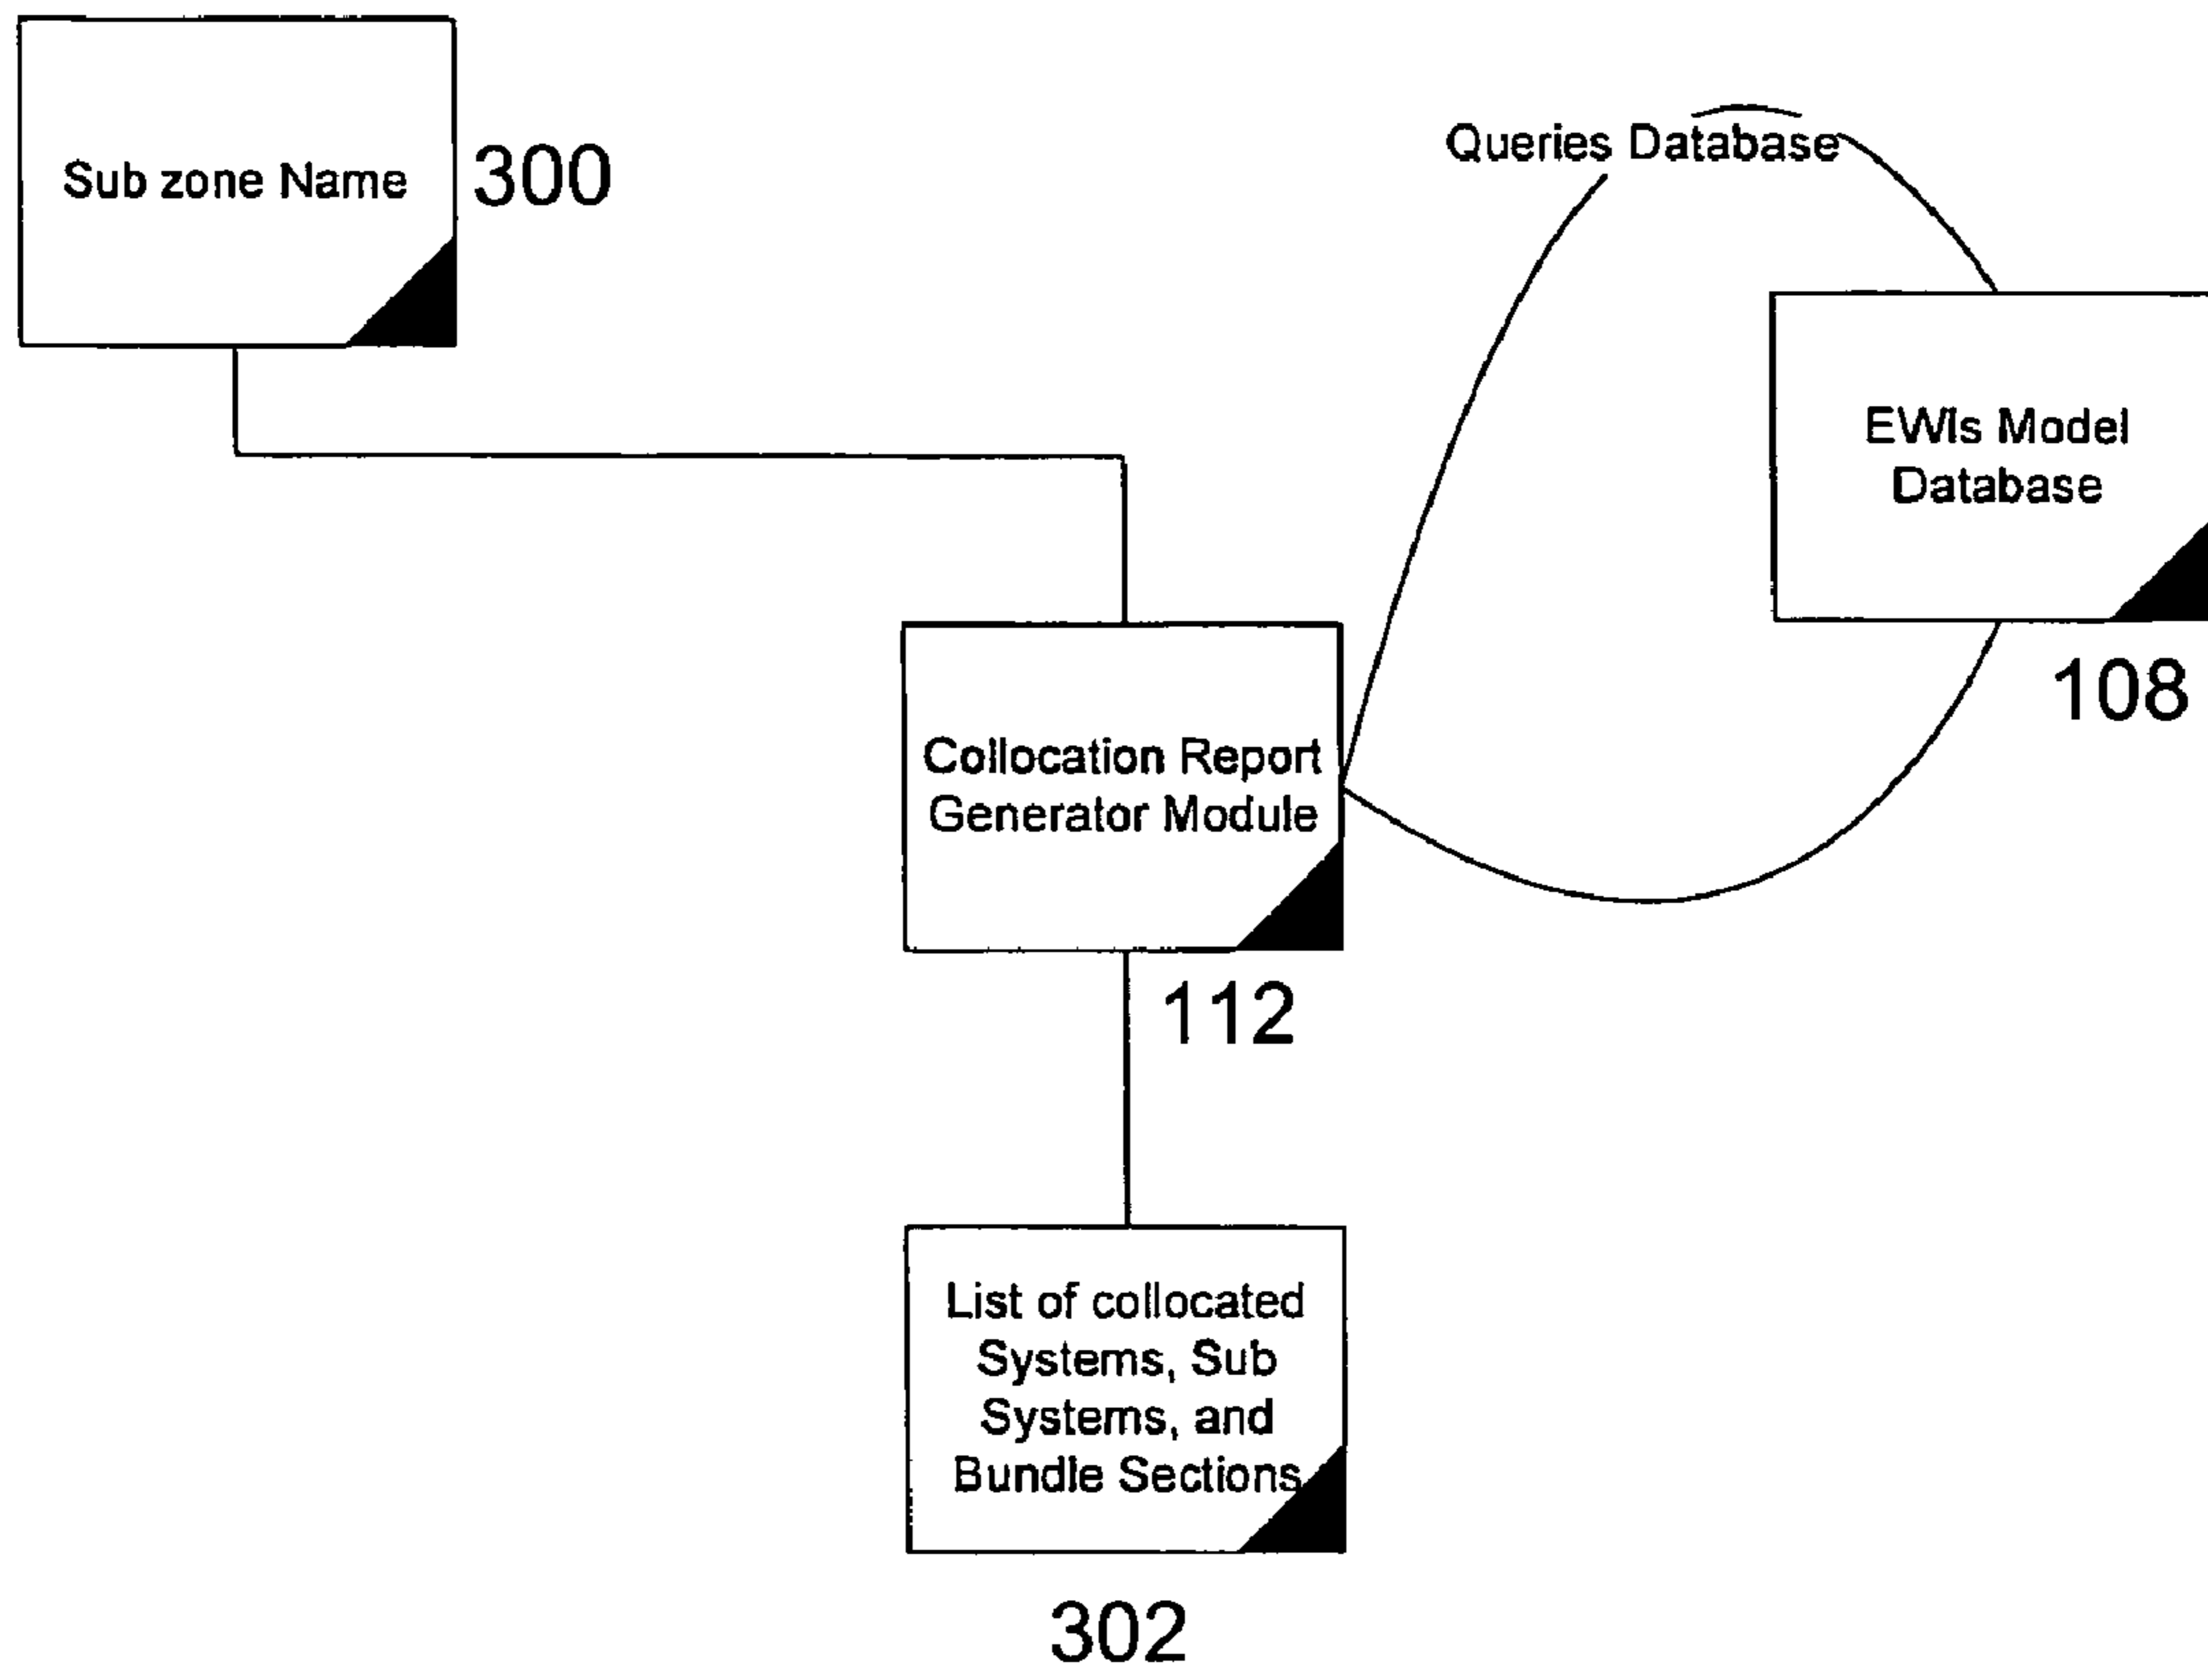 Sub zone Name
300
Queries Database
EWIs Model
Database
108
Collocation Report
Generator Module
112
List of collocated
Systems, Sub
Systems, and
Bundle Sections
302